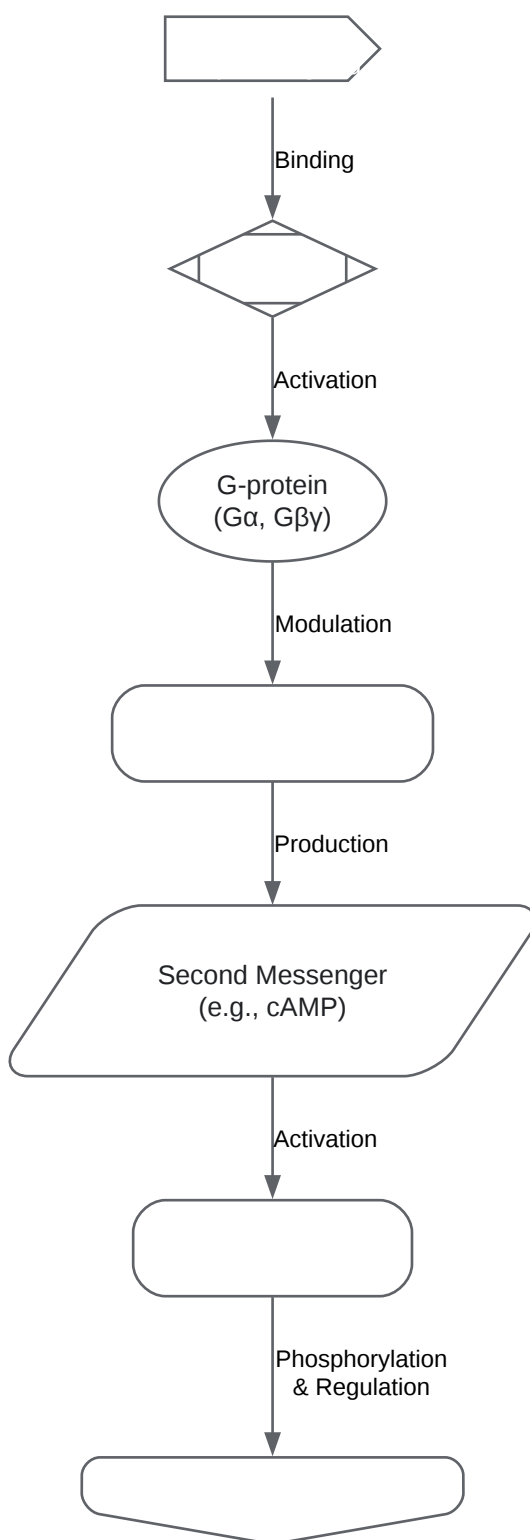 Binding
Activation
G-protein
(Gα, Gβγ)
Modulation
Production
Second Messenger
(e.g., cAMP)
Activation
Phosphorylation
& Regulation